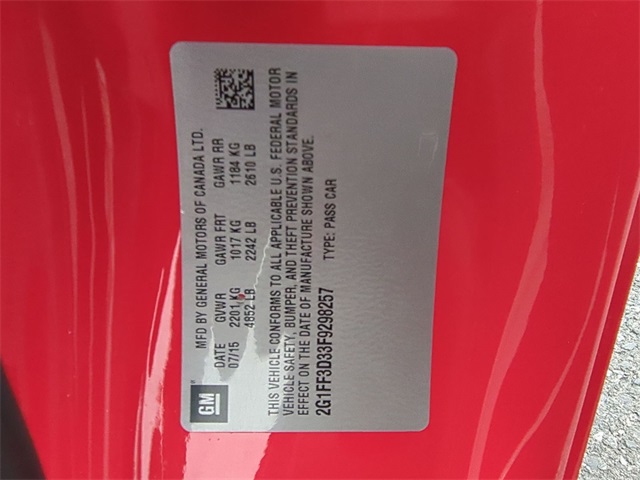 GM
MFD BY GENERAL MOTORS OF CANADA LTD.
DATE GVWR GAWR FRT GAWR RR
07/15 2201 KG 1017 KG 1184 KG
4852 LB 2242 LB 2610 LB
THIS VEHICLE CONFORMS TO ALL APPLICABLE U.S. FEDERAL MOTOR
VEHICLE SAFETY, BUMPER, AND THEFT PREVENTION STANDARDS IN
EFFECT ON THE DATE OF MANUFACTURE SHOWN ABOVE.
2G1FF3D33F9298257 TYPE: PASS CAR